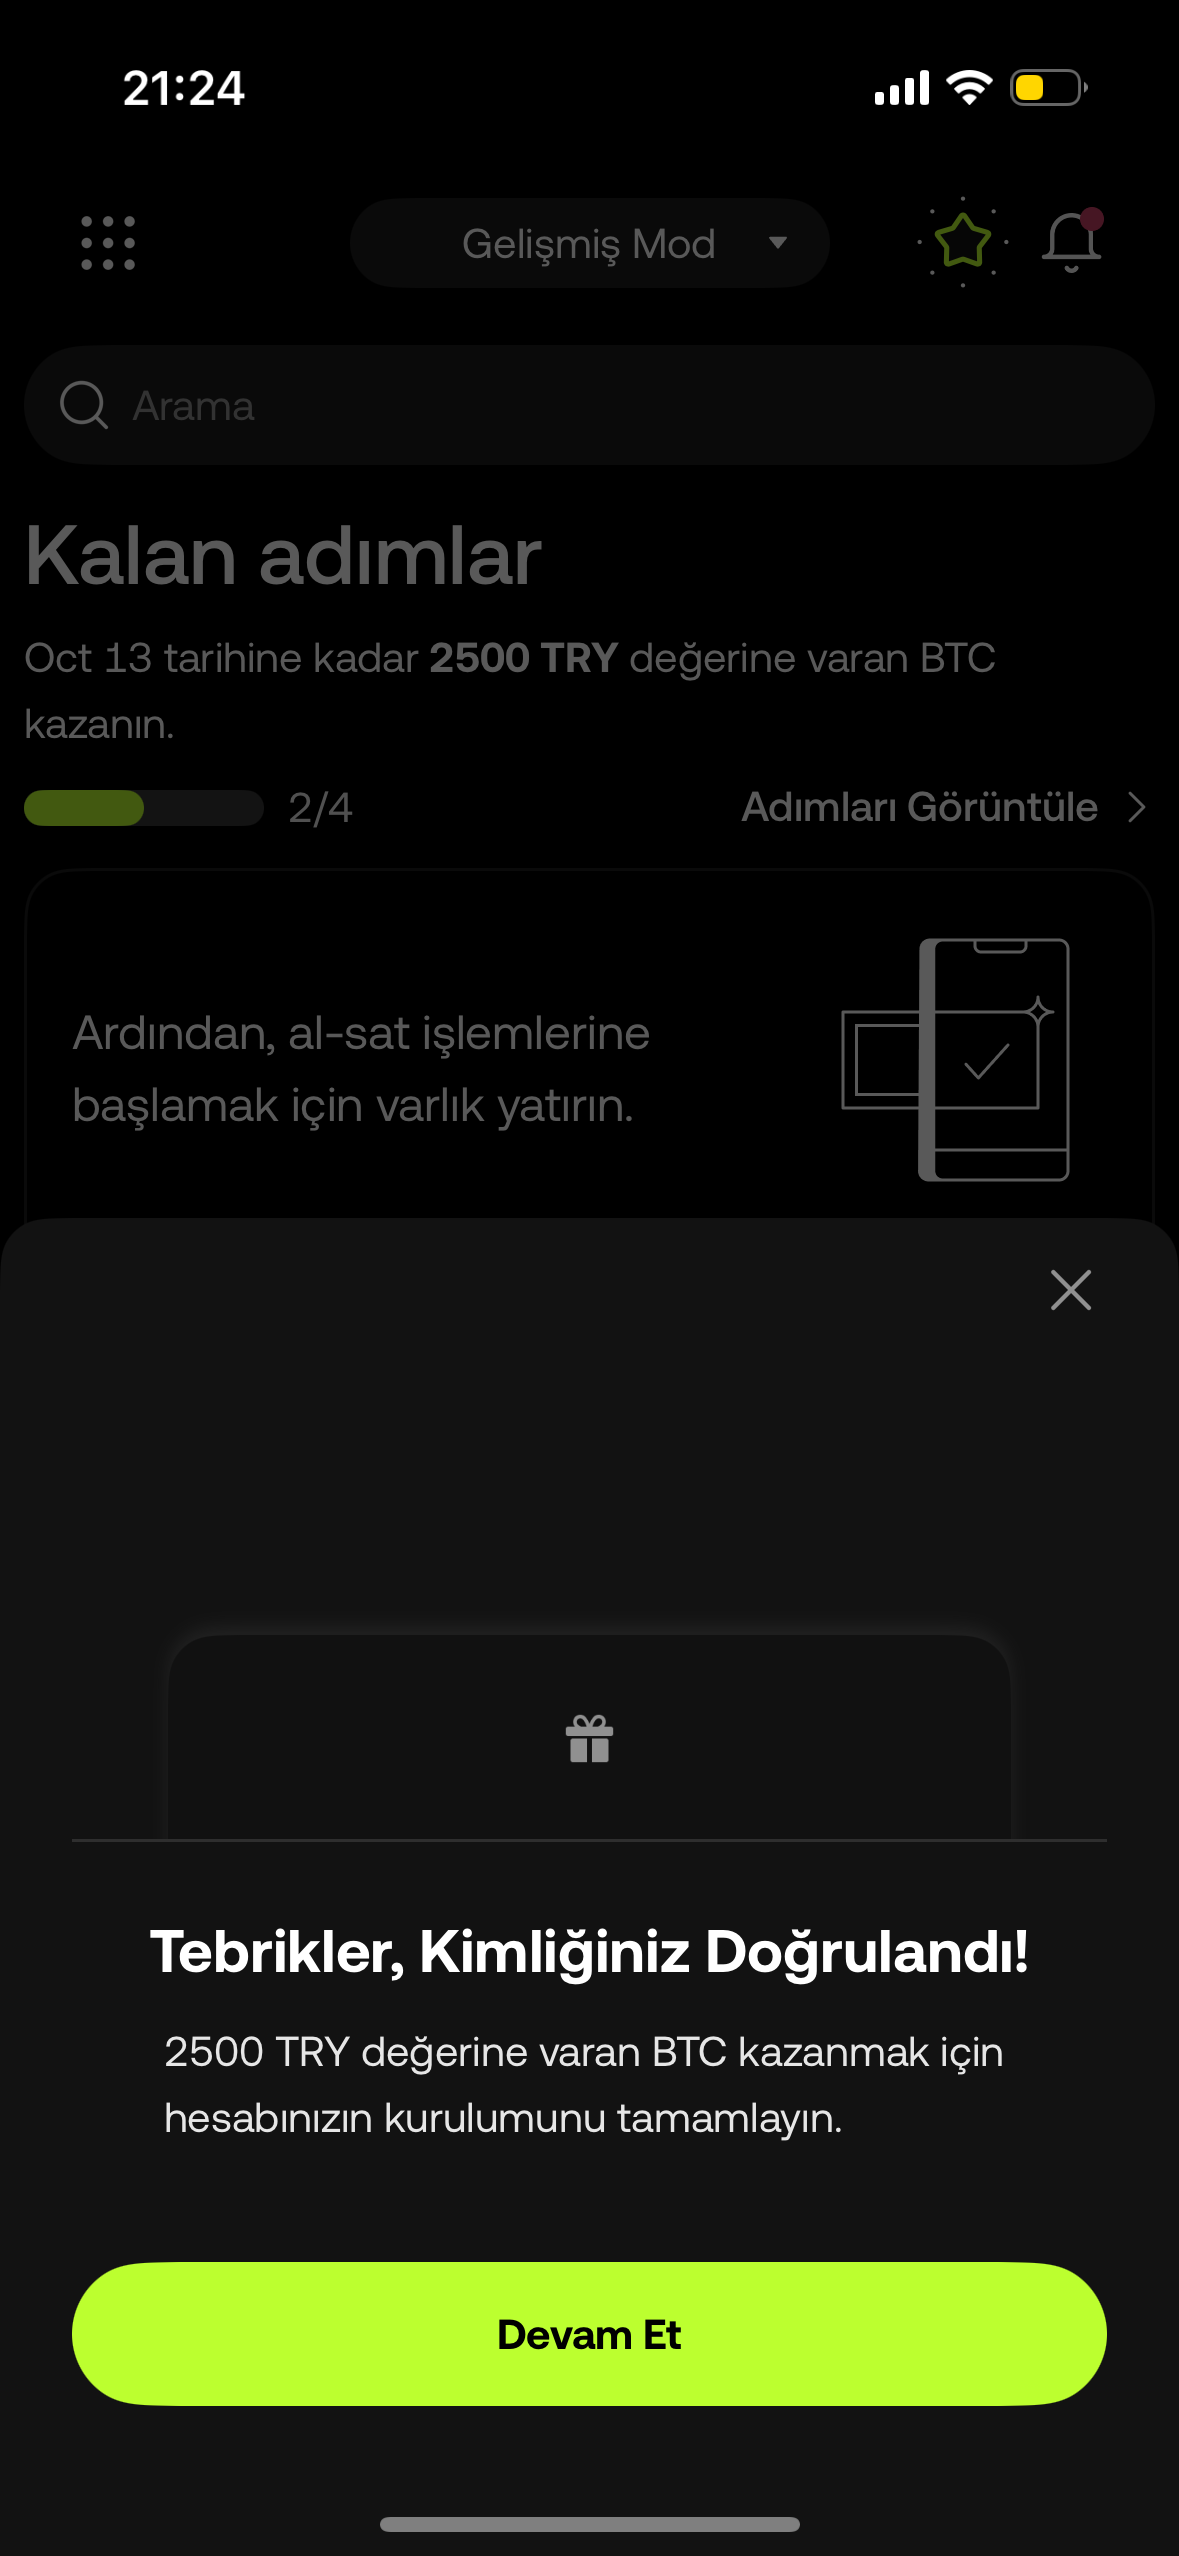 21:24
Gelişmiş Mod
Arama
Kalan adımlar
Oct 13 tarihine kadar 2500 TRY değerine varan BTC
kazanın.
2/4
Adımları Görüntüle
Ardından, al-sat işlemlerine
başlamak için varlık yatırın.
Tebrikler, Kimliğiniz Doğrulandı!
2500 TRY değerine varan BTC kazanmak için
hesabınızın kurulumunu tamamlayın.
Devam Et